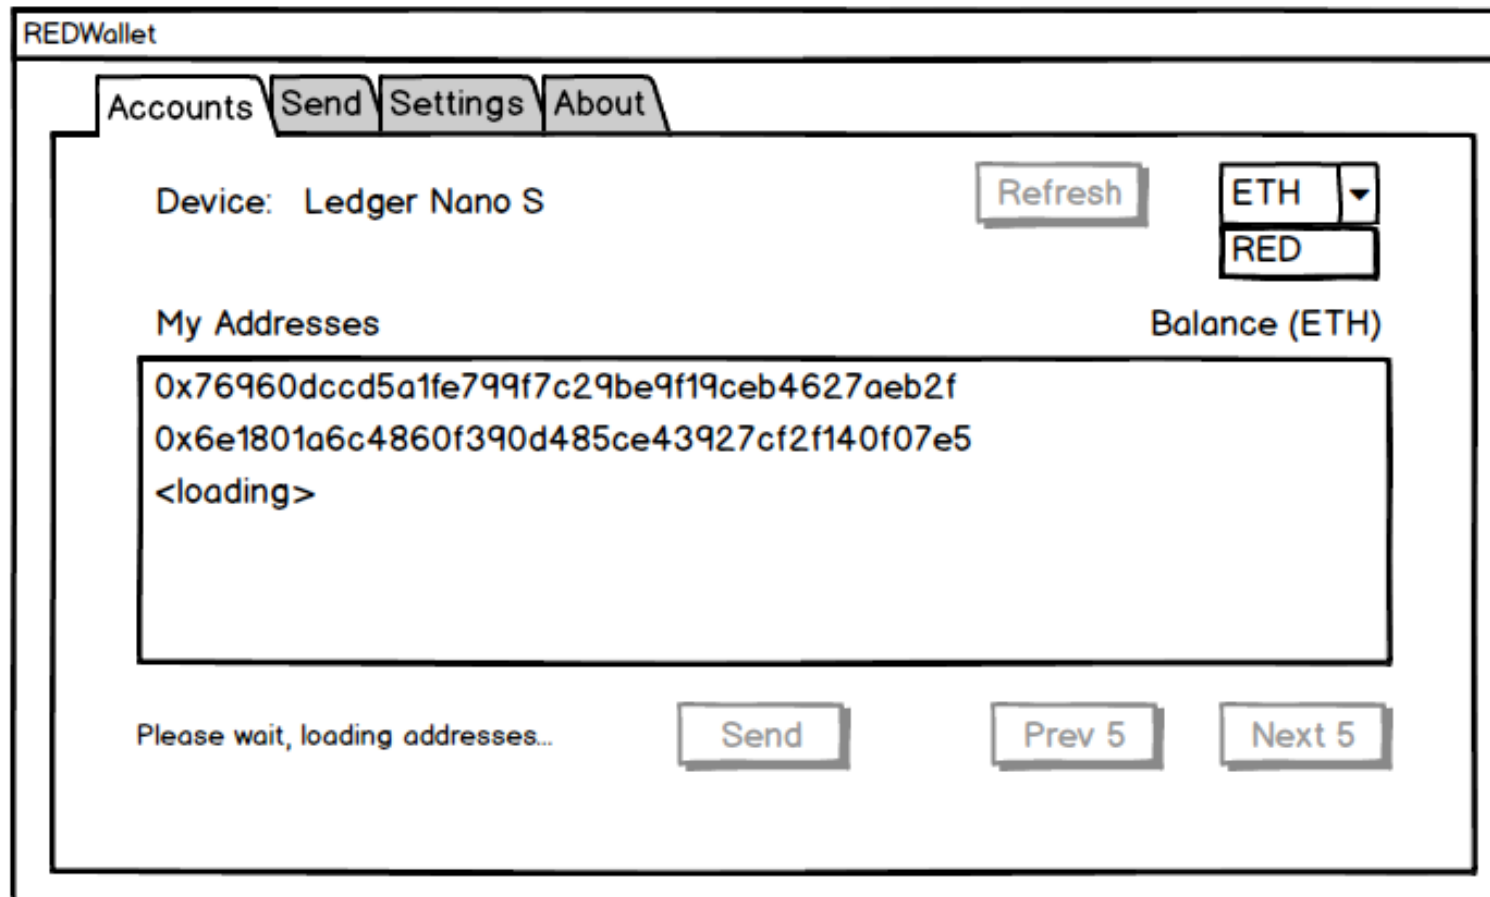 REDWallet
Accounts Send Settings About
Device: Ledger Nano S Refresh ETH
RED
My Addresses Balance (ETH)
0x76960dccd5a1fe799f7c29be9f19ceb4627aeb2f
0x6e1801a6c4860f390d485ce43927cf2f140f07e5
<loading>
Please wait, loading addresses... Send Prev 5 Next 5